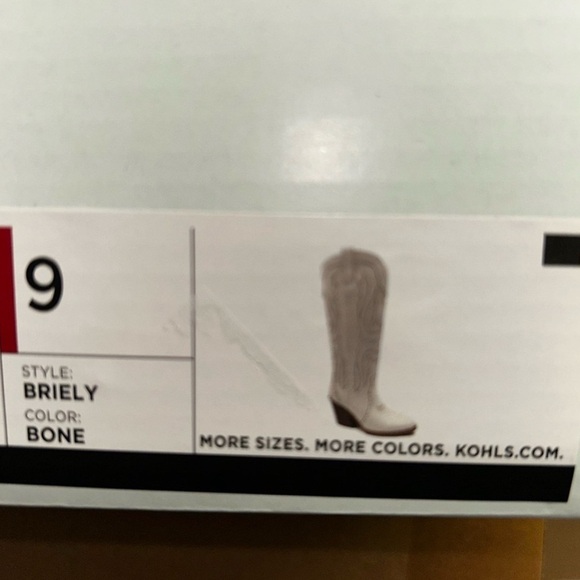 9
STYLE:
BRIELY
COLOR:
BONE
MORE SIZES. MORE COLORS. KOHLS.COM.